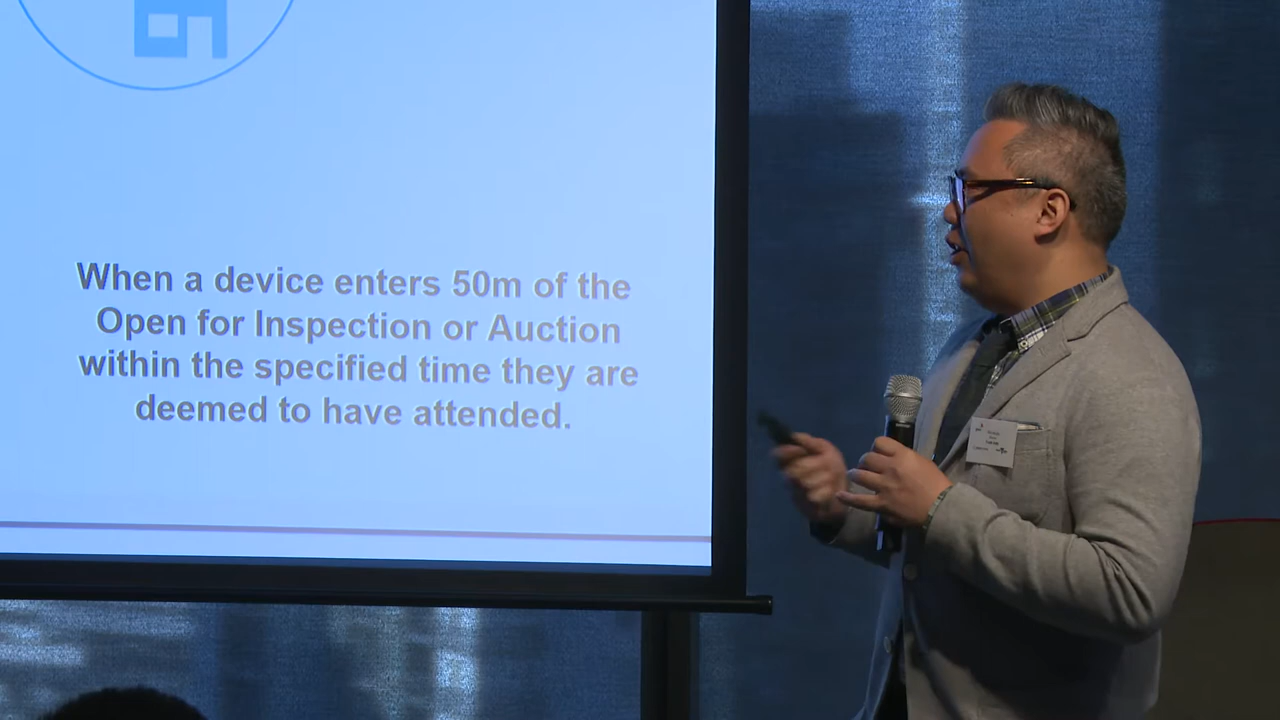 When a device enters 50m of the
Open for Inspection or Auction
within the specified time they are
deemed to have attended.